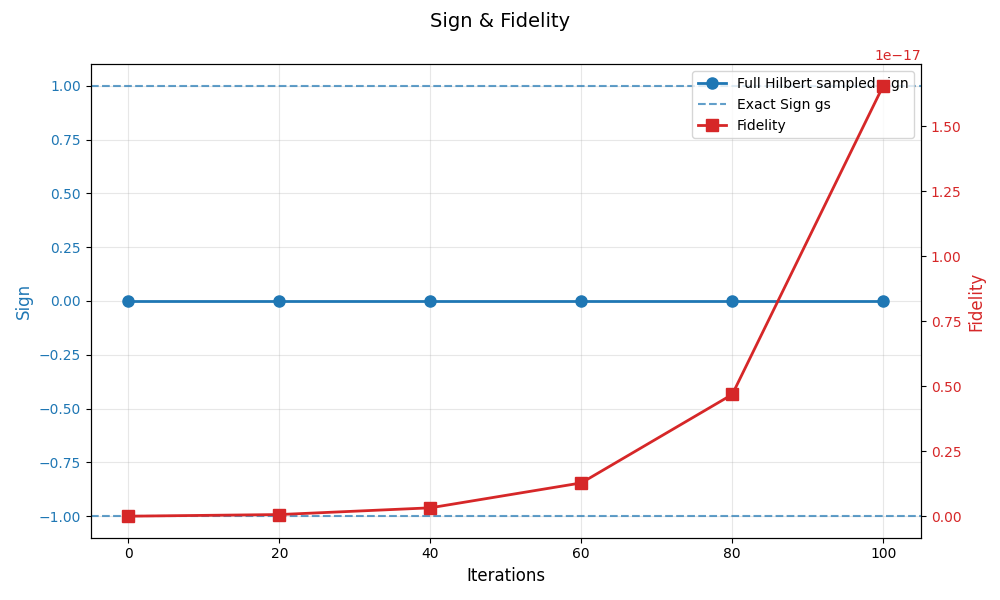 Sign & Fidelity
1e−17
1.00
0.75
0.50
0.25
0.00
−0.25
−0.50
−0.75
−1.00
Sign
Full Hilbert sampled sign
Exact Sign gs
Fidelity
1.50
1.25
1.00
0.75
0.50
0.25
0.00
Fidelity
0 20 40 60 80 100
Iterations